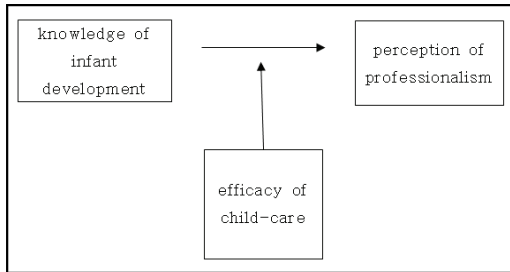 knowledge of
infant
development
perception of
professionalism
efficacy of
child-care